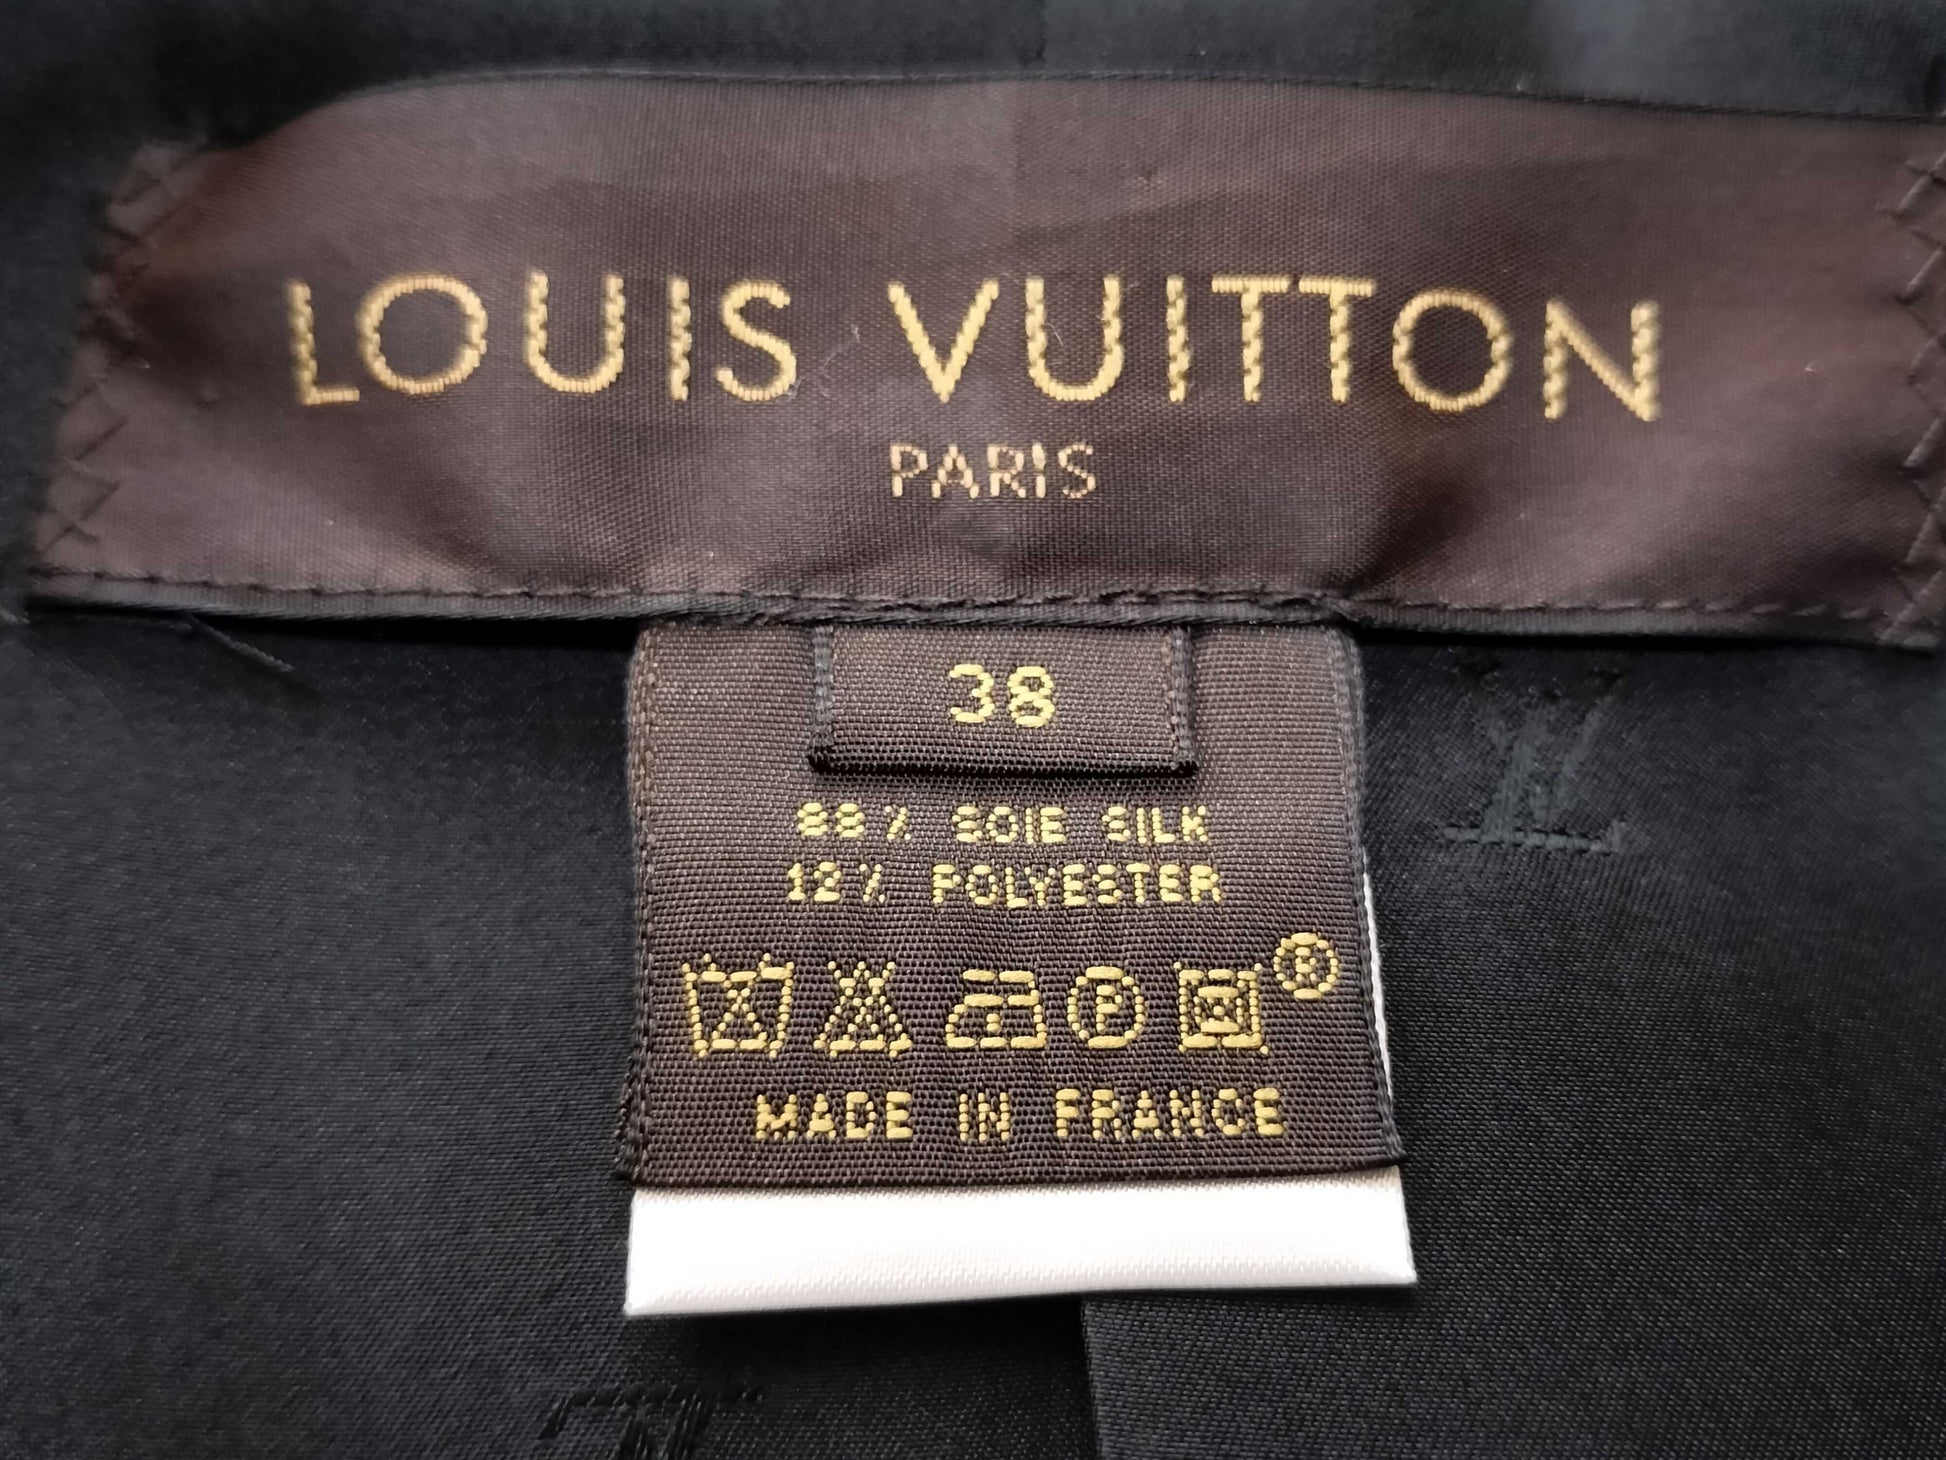 LOUIS VUITTON
PARIS
38
88% SOIE SILK
12% POLYESTER
P
®
MADE IN FRANCE